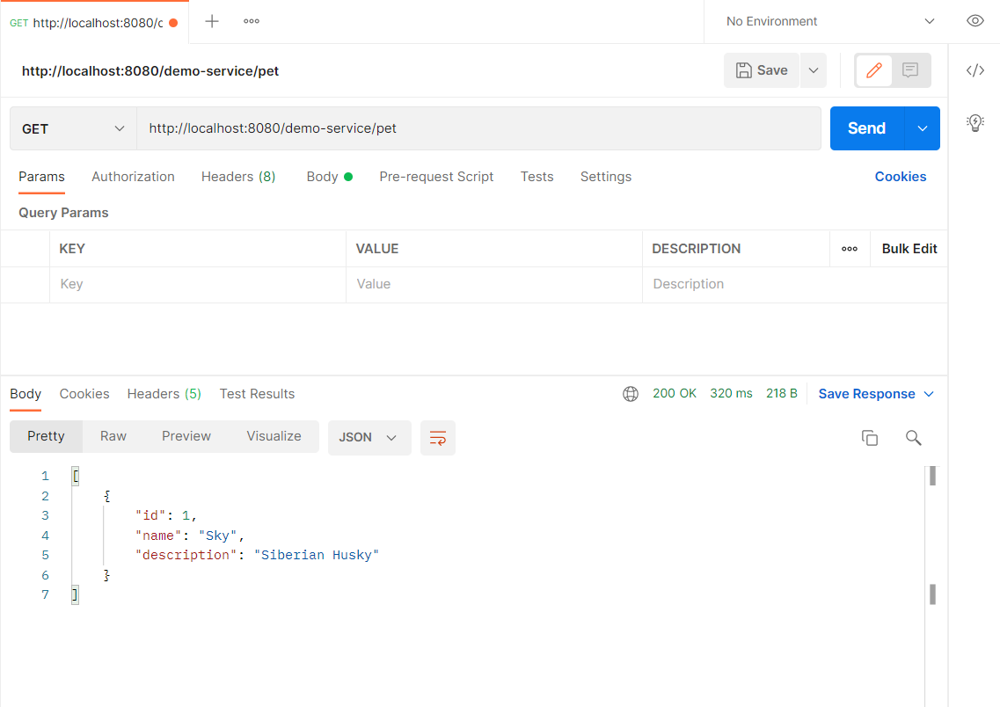 GET http://localhost:8080/c No Environment
http://localhost:8080/demo-service/pet Save
GET http://localhost:8080/demo-service/pet Send
Params Authorization Headers (8) Body Pre-request Script Tests Settings Cookies
Query Params
KEY VALUE DESCRIPTION Bulk Edit
Key Value Description
Body Cookies Headers (5) Test Results 200 OK 320 ms 218 B Save Response
Pretty Raw Preview Visualize JSON
1 [
2 {
3 "id": 1,
4 "name": "Sky",
5 "description": "Siberian Husky"
6 }
7 ]